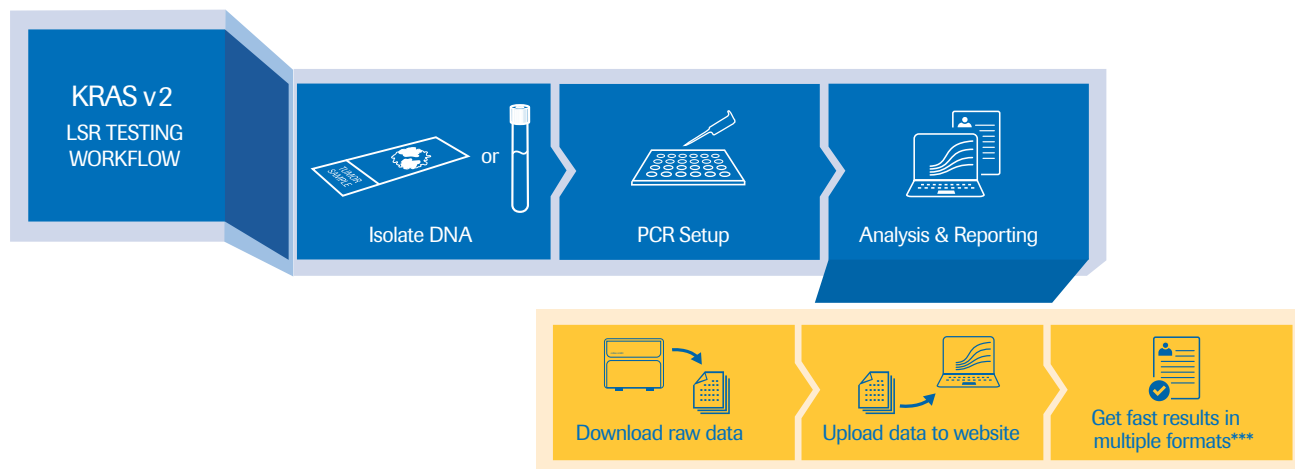 KRAS v2
LSR TESTING
WORKFLOW
TUMOR
SAMPLE
or
Isolate DNA
PCR Setup
Analysis & Reporting
Download raw data
Upload data to website
Get fast results in
multiple formats***